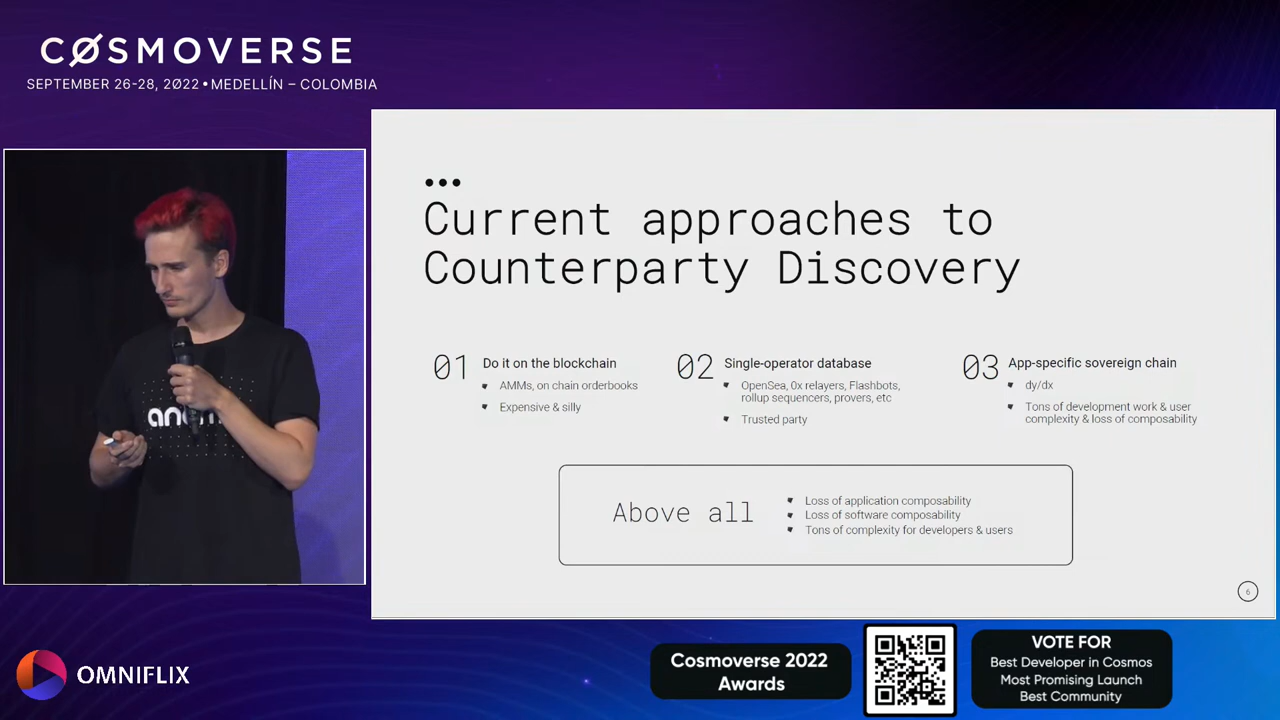 CØSMOVERSE
SEPTEMBER 26-28, 2Ø22 • MEDELLÍN – COLOMBIA
Current approaches to
Counterparty Discovery
01 Do it on the blockchain
AMMs, on chain orderbooks
Expensive & silly
02 Single-operator database
OpenSea, 0x relayers, Flashbots,
rollup sequencers, provers, etc
Trusted party
03 App-specific sovereign chain
dy/dx
Tons of development work & user
complexity & loss of composability
Above all
Loss of application composability
Loss of software composability
Tons of complexity for developers & users
6
OMNIFLIX
Cosmoverse 2022
Awards
VOTE FOR
Best Developer in Cosmos
Most Promising Launch
Best Community